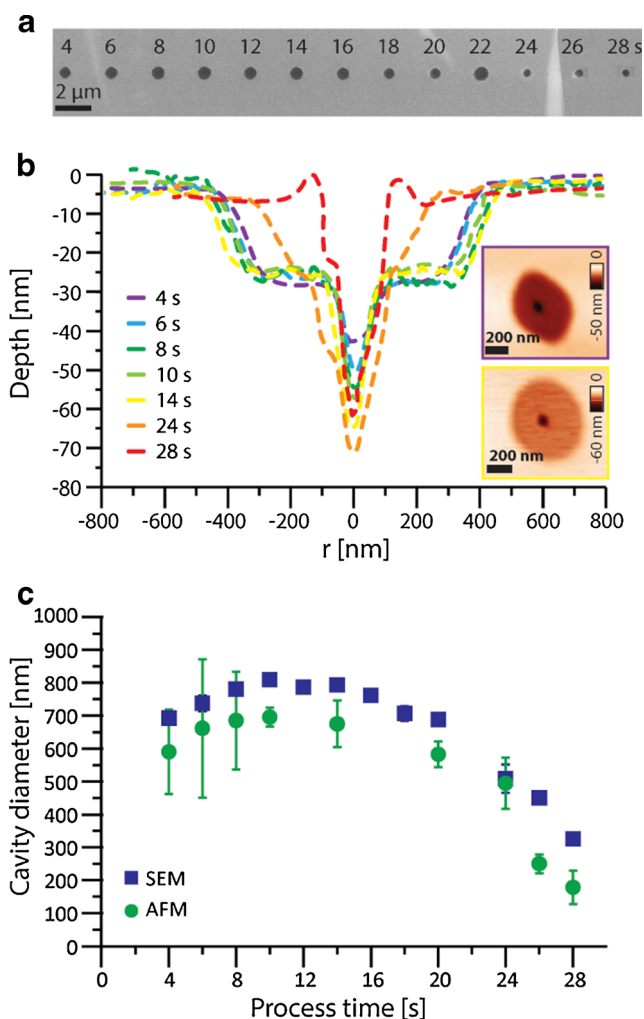 a
4 6 8 10 12 14 16 18 20 22 24 26 28 s
2 µm
b
0
-10
-20
-30
-40
-50
-60
-70
-80
Depth [nm]
4 s
6 s
8 s
10 s
14 s
24 s
28 s
0
-50 nm
200 nm
0
-60 nm
200 nm
-800 -600 -400 -200 0 200 400 600 800
r [nm]
c
1000
900
800
700
600
500
400
300
200
100
0
Cavity diameter [nm]
SEM
AFM
0 4 8 12 16 20 24 28
Process time [s]